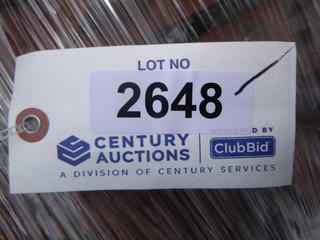 LOT NO
2648
CENTURY
AUCTIONS
ClubBid
A DIVISION OF CENTURY SERVICES